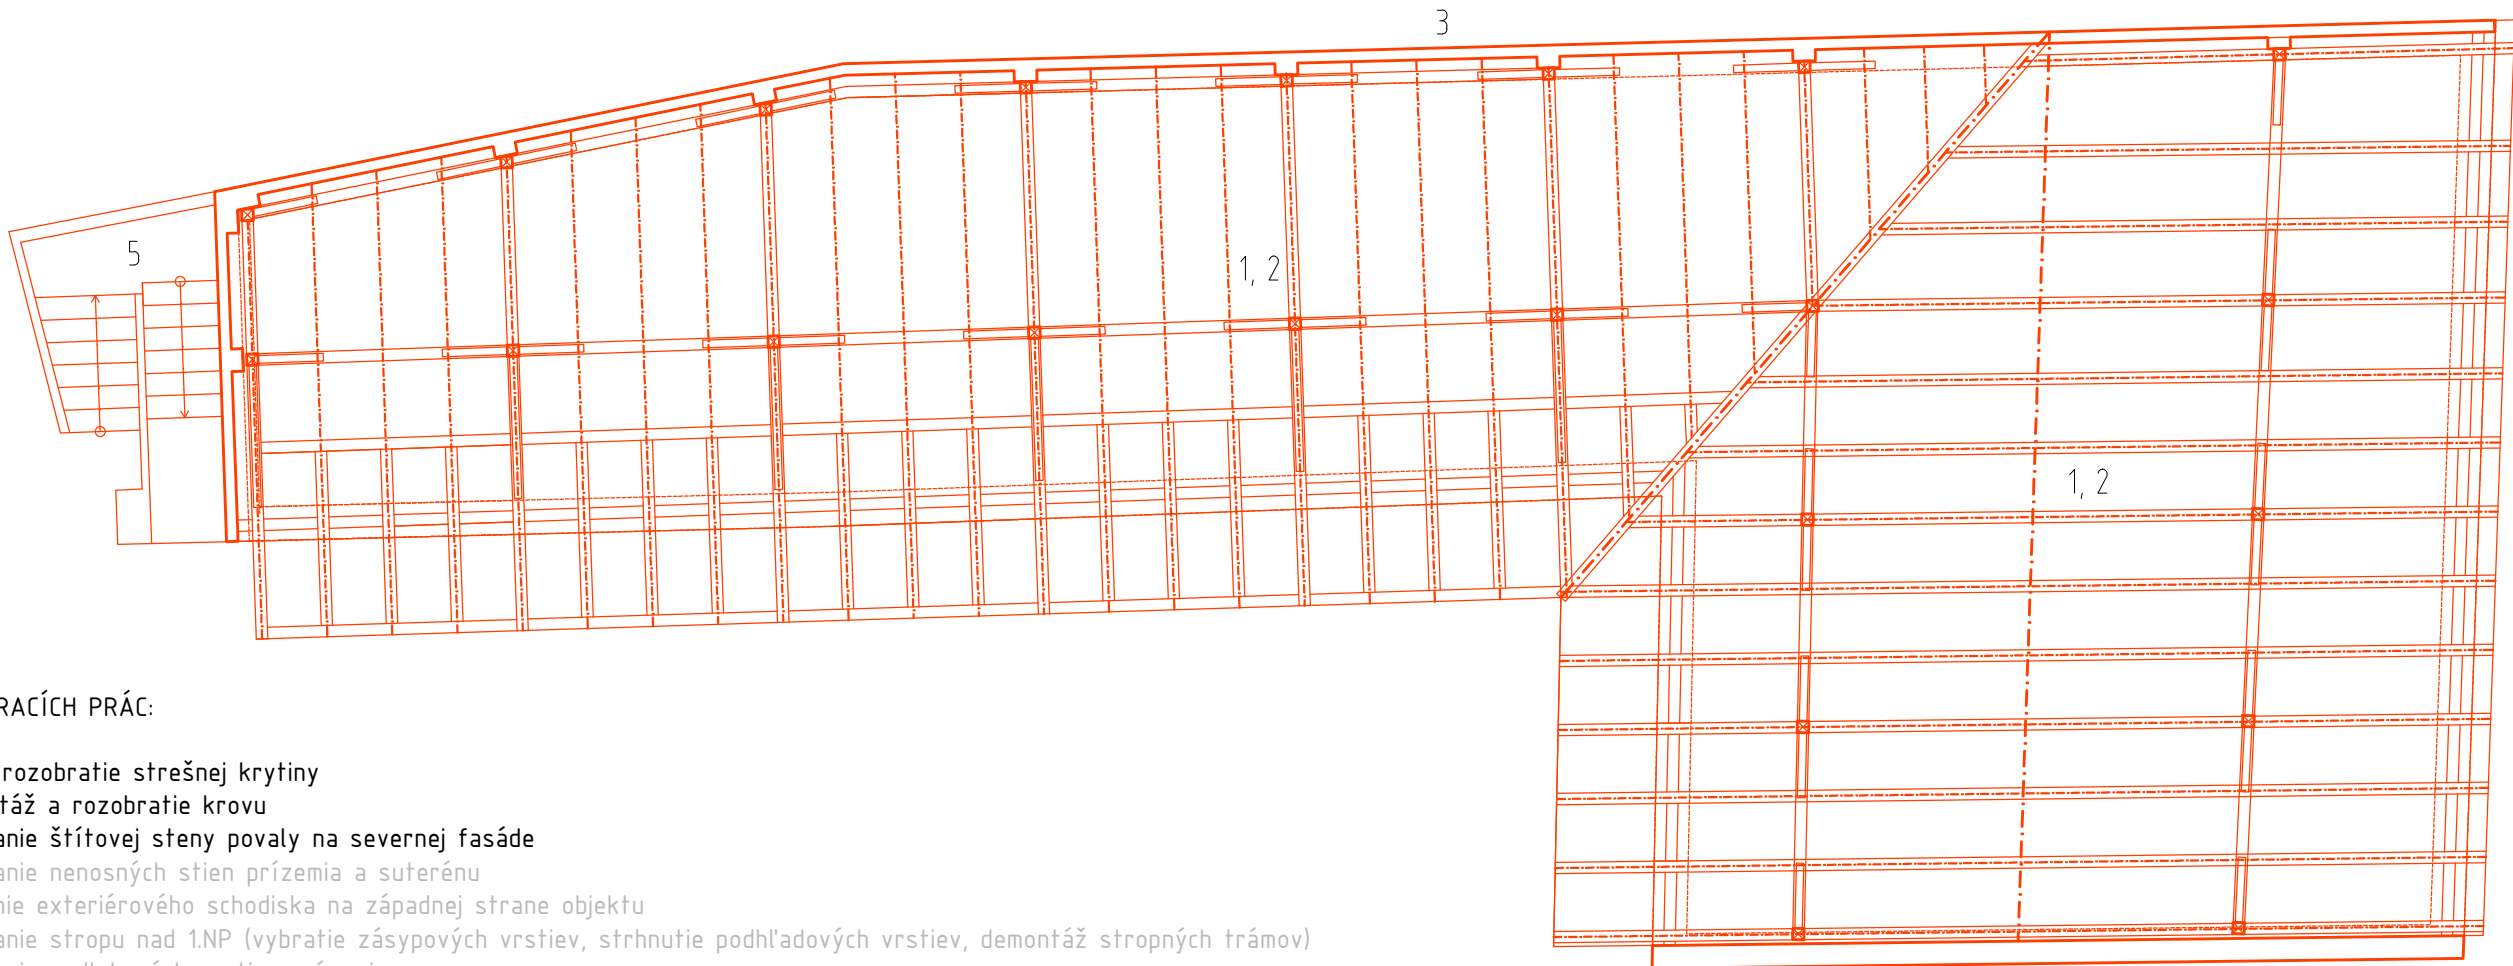 3
5
1, 2
1, 2
RACÍCH PRÁC:
rozobratie strešnej krytiny
táž a rozobratie krovu
anie štítovej steny povaly na severnej fasáde
anie nenosných stien prízemia a suterénu
nie exteriérového schodiska na západnej strane objektu
anie stropu nad 1.NP (vybratie zásypových vrstiev, strhnutie podhľadových vrstiev, demontáž stropných trámov)